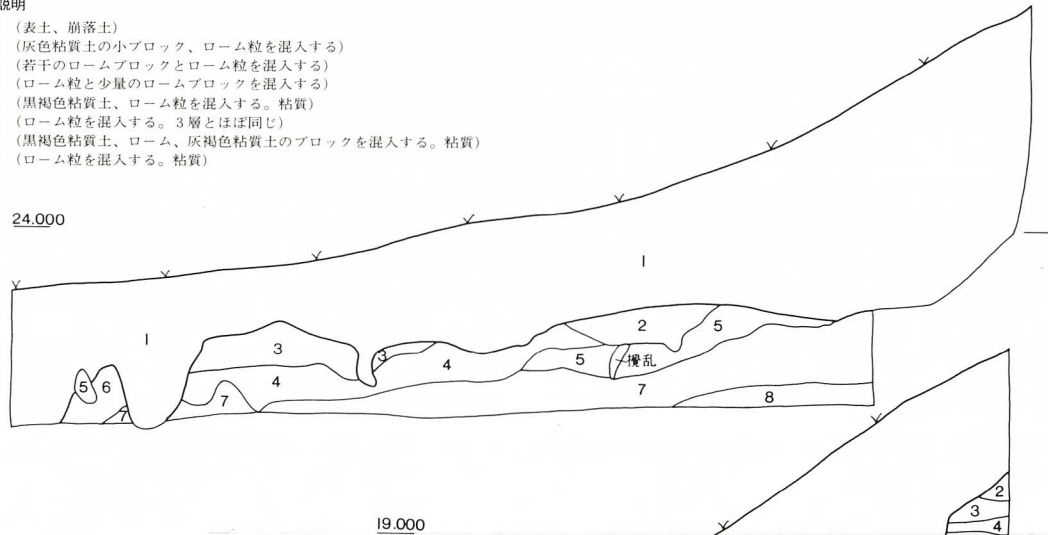 説明
(表土、崩落土)
(灰色粘質土の小ブロック、ローム粒を混入する)
(若干のロームブロックとローム粒を混入する)
(ローム粒と少量のロームブロックを混入する)
(黒褐色粘質土、ローム粒を混入する。粘質)
(ローム粒を混入する。3層とほぼ同じ)
(黒褐色粘質土、ローム、灰褐色粘質土のブロックを混入する。粘質)
(ローム粒を混入する。粘質)
24.000
1
1
2
5
3
3
4
5
攪乱
4
5
6
7
7
7
8
2
3
4
19.000